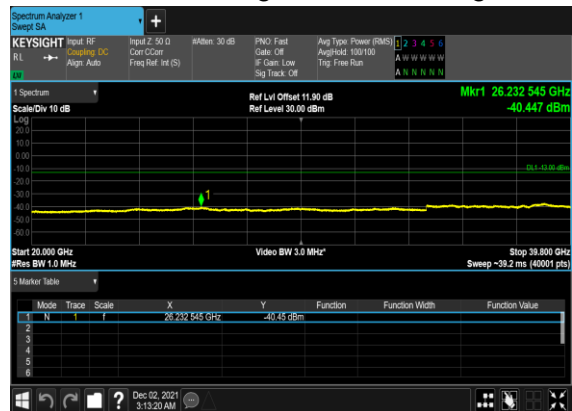 Spectrum Analyzer 1
Swept SA
KEYSIGHT Input: RF Input Z: 50 Ω #Atten: 30 dB PNO: Fast Avg Type: Power (RMS) 1 2 3 4 5 6
RL Coupling: DC Corr CCorr Gate: Off Avg|Hold: 100/100 A W W W W W
Align: Auto Freq Ref: Int (S) IF Gain: Low Trig: Free Run
Sig Track: Off A N N N N N
1 Spectrum Ref Lvl Offset 11.90 dB Mkr1 26.232 545 GHz
Scale/Div 10 dB Ref Level 30.00 dBm -40.447 dBm
Log
20.0
10.0
0.00
-10.0 DL1 -13.00 dBm
-20.0
-30.0 1
-40.0
-50.0
-60.0
Start 20.000 GHz Video BW 3.0 MHz* Stop 39.800 GHz
#Res BW 1.0 MHz Sweep ~39.2 ms (40001 pts)
5 Marker Table
Mode Trace Scale X Y Function Function Width Function Value
1 N 1 f 26.232 545 GHz -40.45 dBm
2
3
4
5
6
? Dec 02, 2021
3:13:20 AM